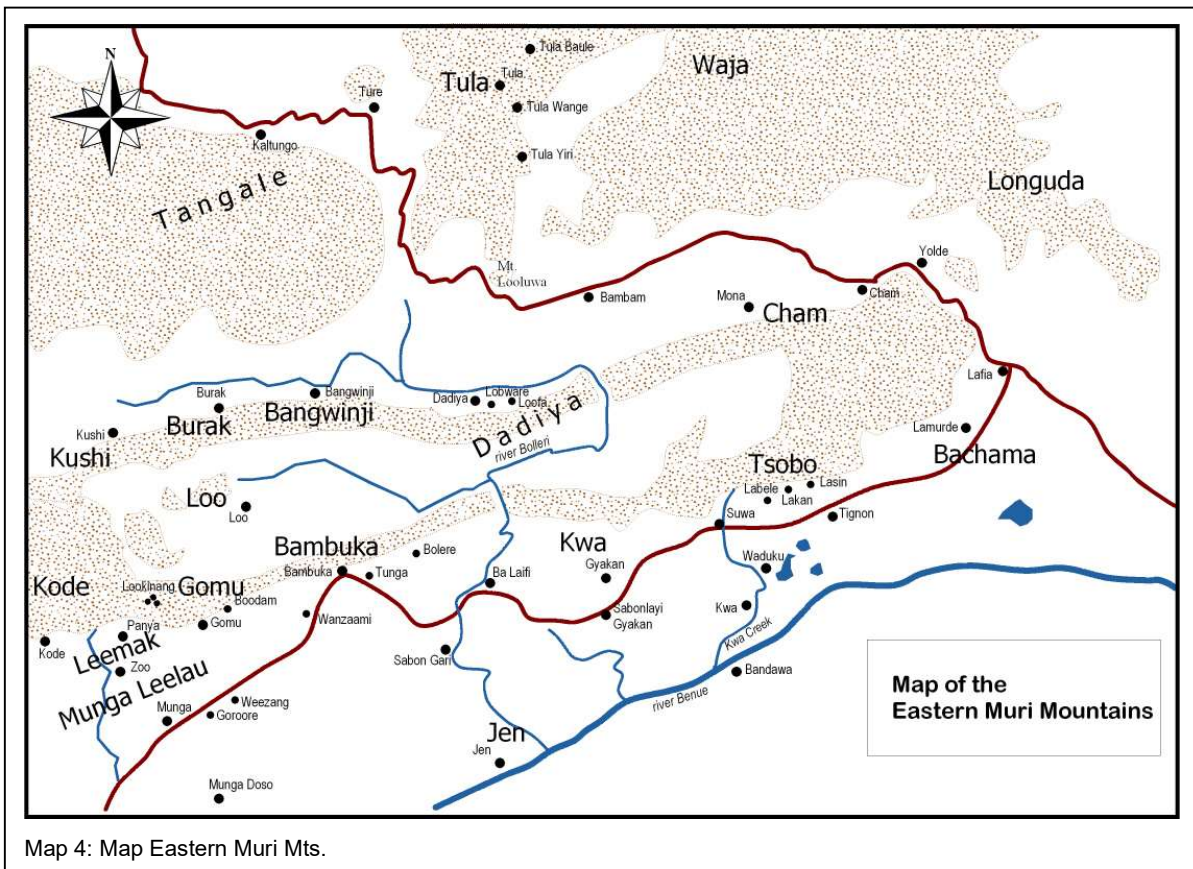 N
Tula Baule
Tula
Tula
Waja
Ture
Tula Wange
Kaltungo
Tula Yiri
Tangale
Longuda
Yolde
Mt.
Looluwa
Bambam
Mona
Cham
Cham
Lafia
Burak
Bangwinji
Dadiya
Lobware
Loofa
Burak
Bangwinji
Dadiya
Kushi
Kushi
river Bolleri
Lamurde
Bachama
Tsobo
Lasin
Labele
Lakan
Loo
Loo
Suwa
Tignon
Bambuka
Bolere
Kwa
Bambuka
Tunga
Ba Laifi
Gyakan
Waduku
Kode
Lookinang
Gomu
Boodam
Wanzaami
Kwa
Sabonlayi
Gyakan
Panya
Gomu
Kode
Leemak
Kwa Creek
Zoo
Sabon Gari
Bandawa
Munga Leelau
river Benue
Weezang
Munga
Goroore
Jen
Jen
Munga Doso
Map of the
Eastern Muri Mountains
Map 4: Map Eastern Muri Mts.